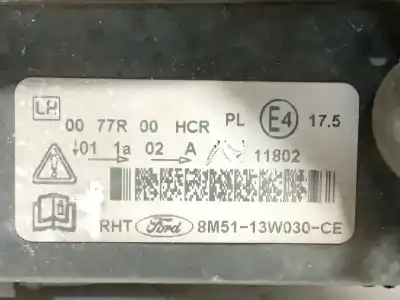 LH
00 77R 00 HCR PL E4 17.5
01 1a 02 A 11802
RHT Ford 8M51-13W030-CE